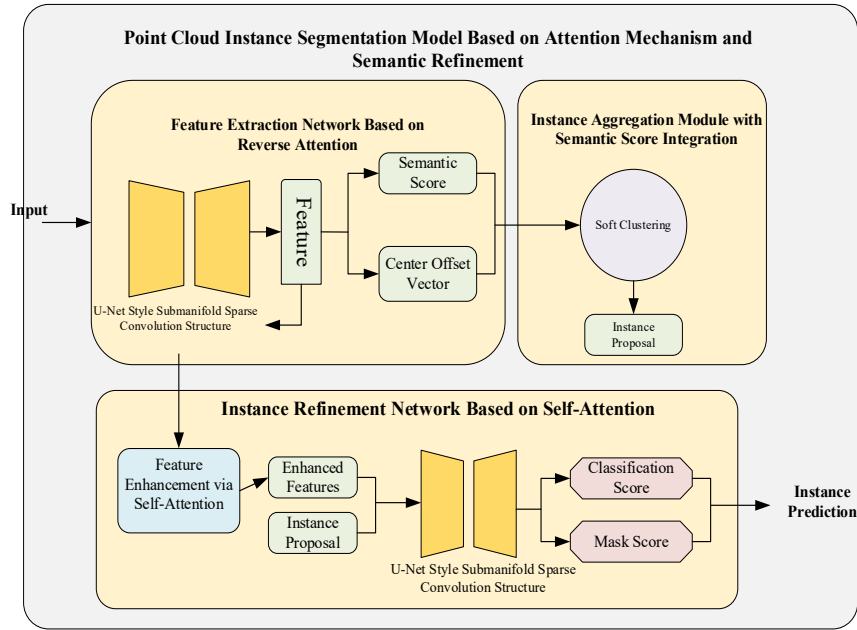 Point Cloud Instance Segmentation Model Based on Attention Mechanism and
Semantic Refinement
Feature Extraction Network Based on
Reverse Attention
Instance Aggregation Module with
Semantic Score Integration
Input
Feature
Semantic
Score
Center Offset
Vector
Soft Clustering
Instance
Proposal
U-Net Style Submanifold Sparse
Convolution Structure
Instance Refinement Network Based on Self-Attention
Feature
Enhancement via
Self-Attention
Enhanced
Features
Instance
Proposal
U-Net Style Submanifold Sparse
Convolution Structure
Classification
Score
Mask Score
Instance
Prediction